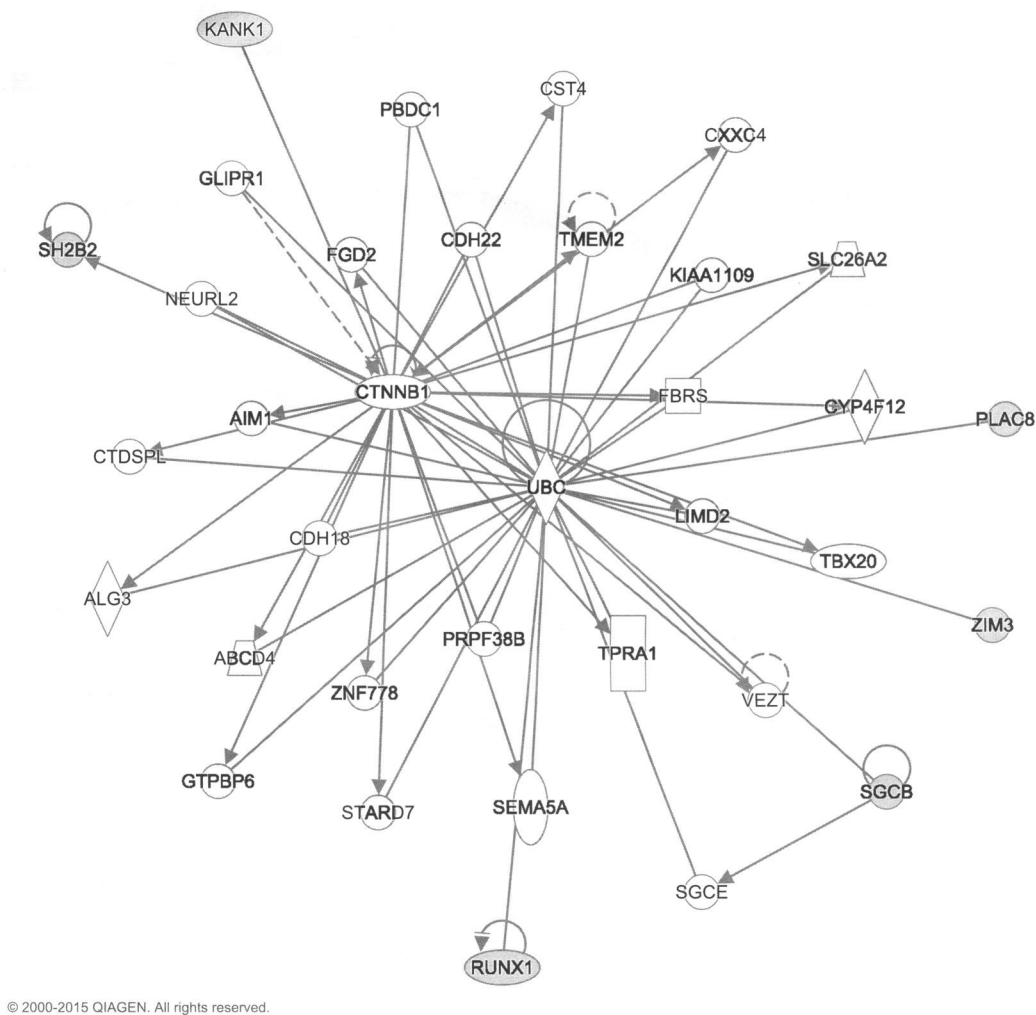 KANK1
CST4
PBDC1
CXXC4
GLIPR1
CDH22
TMEM2
SH2B2
FGD2
SLC26A2
KIAA1109
NEURL2
CTNNB1
FBRS
CYP4F12
AIM1
PLAC8
CTDSPL
UBC
LIMD2
CDH18
TBX20
ALG3
ZIM3
PRPF38B
TPRA1
ABCD4
ZNF778
VEZT
GTPBP6
SGCB
STARD7
SEMA5A
SGCE
RUNX1
© 2000-2015 QIAGEN. All rights reserved.